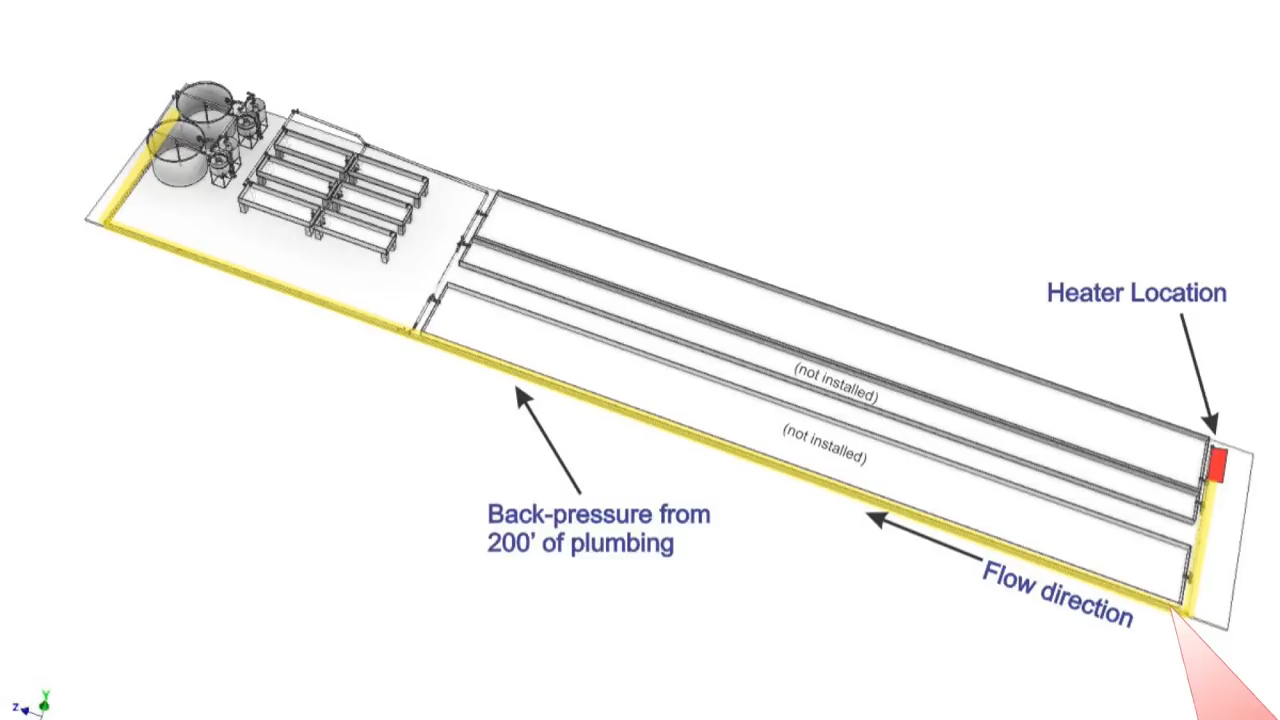 Heater Location
(not installed)
(not installed)
Back-pressure from
200' of plumbing
Flow direction
Y
Z